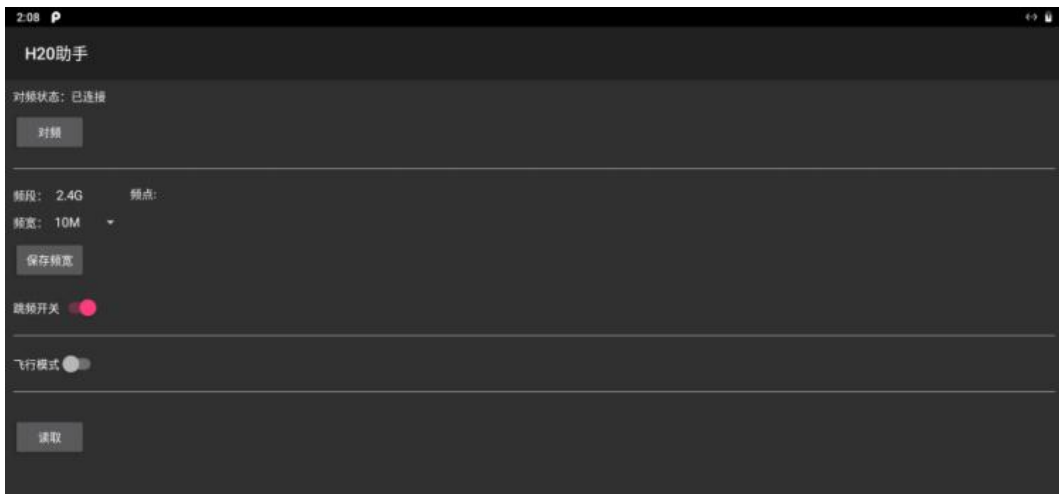 2:08 P
H20助手
对频状态：已连接
对频
频段： 2.4G 频点:
频宽： 10M
保存频宽
跳频开关
飞行模式
读取